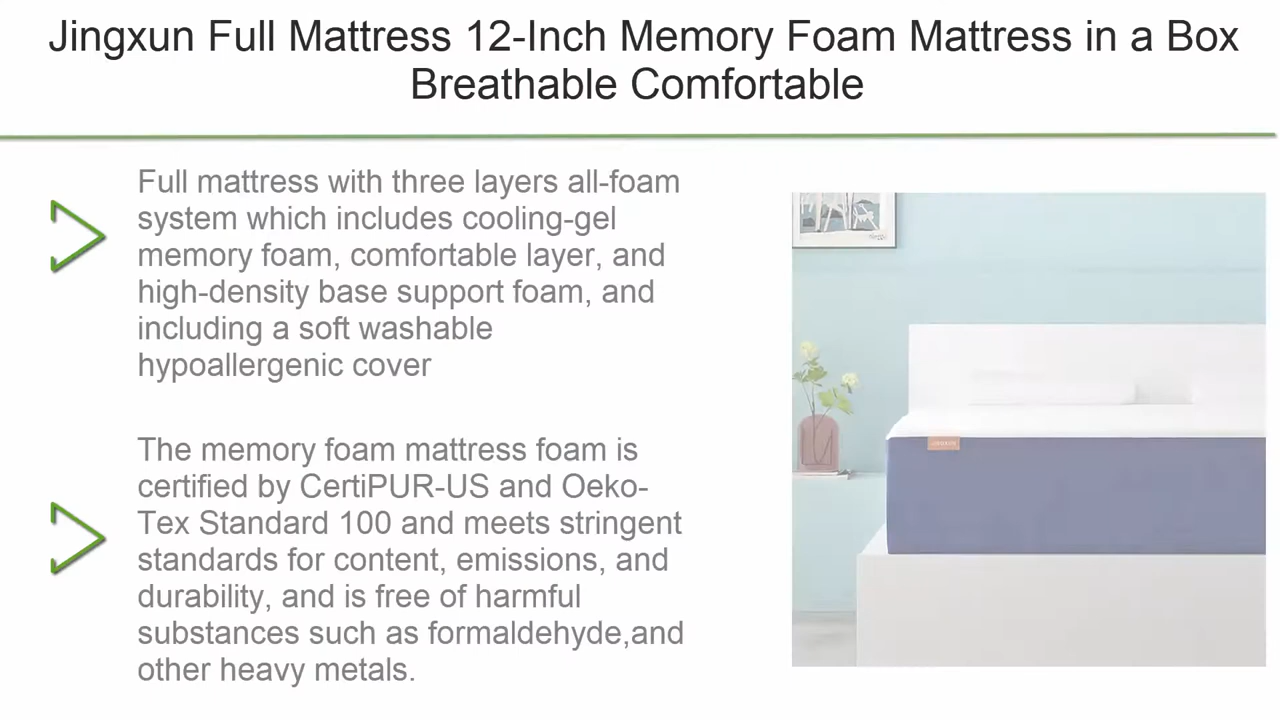 Jingxun Full Mattress 12-Inch Memory Foam Mattress in a Box
Breathable Comfortable
Full mattress with three layers all-foam
system which includes cooling-gel
memory foam, comfortable layer, and
high-density base support foam, and
including a soft washable
hypoallergenic cover
The memory foam mattress foam is
certified by CertiPUR-US and Oeko-
Tex Standard 100 and meets stringent
standards for content, emissions, and
durability, and is free of harmful
substances such as formaldehyde,and
other heavy metals.